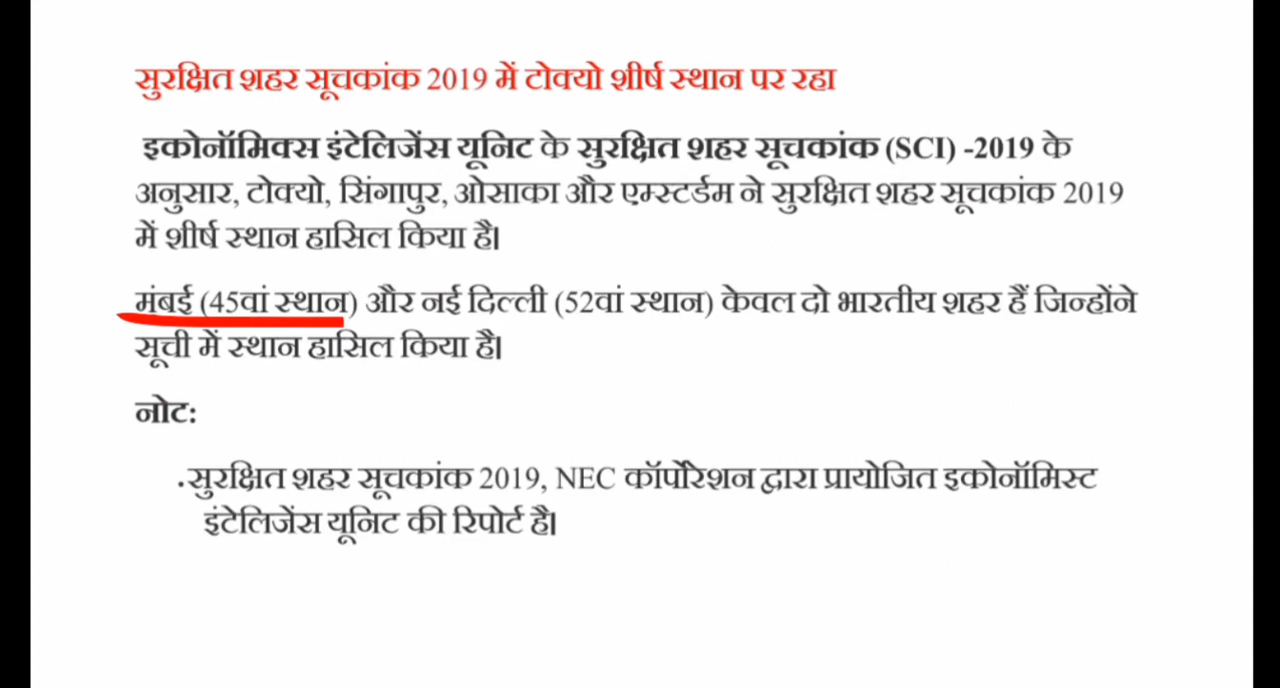 सुरक्षित शहर सूचकांक 2019 में टोक्यो शीर्ष स्थान पर रहा
इकोनॉमिक्स इंटेलिजेंस यूनिट के सुरक्षित शहर सूचकांक (SCI) -2019 के
अनुसार, टोक्यो, सिंगापुर, ओसाका और एम्स्टर्डम ने सुरक्षित शहर सूचकांक 2019
में शीर्ष स्थान हासिल किया है।
मंबई (45वां स्थान) और नई दिल्ली (52वां स्थान) केवल दो भारतीय शहर हैं जिन्होंने
सूची में स्थान हासिल किया है।
नोट:
.सुरक्षित शहर सूचकांक 2019, NEC कॉर्पोरेशन द्वारा प्रायोजित इकोनॉमिस्ट
इंटेलिजेंस यूनिट की रिपोर्ट है।